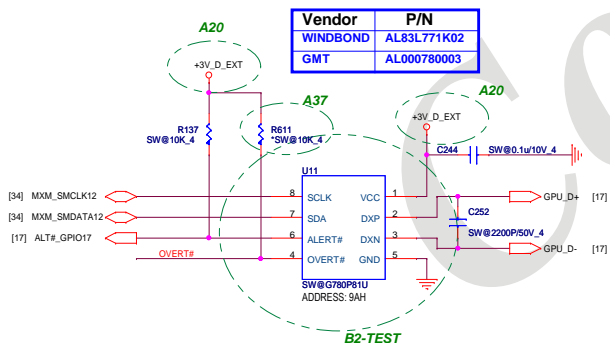 A20
Vendor P/N
WINDBOND AL83L771K02
GMT AL000780003
+3V_D_EXT
A37
A20
+3V_D_EXT
R137
SW@10K_4
R611
*SW@10K_4
C244
SW@0.1u/10V_4
U11
[34] MXM_SMCLK12 8 SCLK VCC 1 GPU_D+ [17]
[34] MXM_SMDATA12 7 SDA DXP 2
C252
[17] ALT#_GPIO17 6 ALERT# DXN 3
SW@2200P/50V_4
OVERT# 4 OVERT# GND 5 GPU_D- [17]
SW@G780P81U
ADDRESS: 9AH
B2-TEST